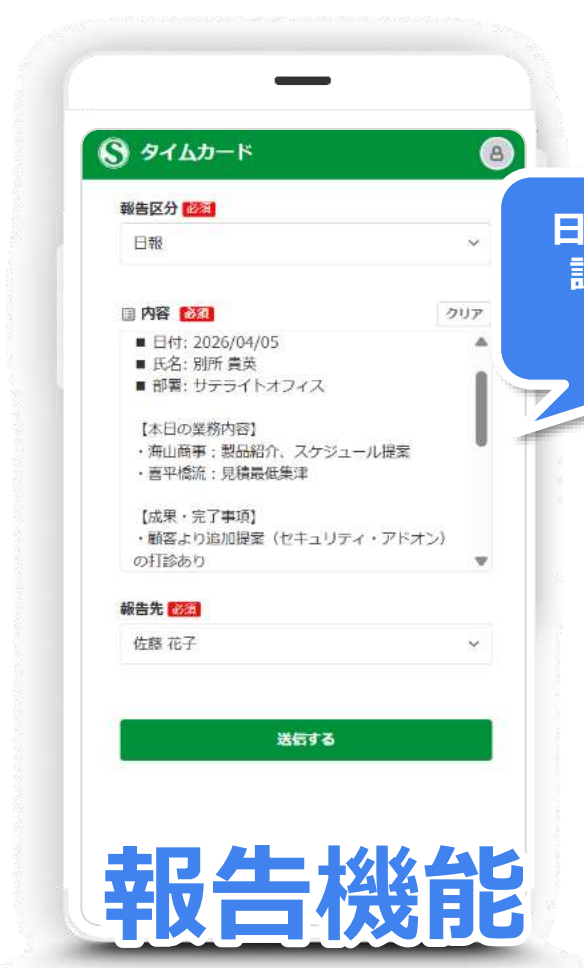 タイムカード
報告区分 必須
日報
内容 必須 クリア
■ 日付: 2026/04/05
■ 氏名: 別所 貴英
■ 部署: サテライトオフィス
【本日の業務内容】
・海山商事：製品紹介、スケジュール提案
・喜平橋流：見積最低集津
【成果・完了事項】
・顧客より追加提案（セキュリティ・アドオン）
の打診あり
報告先 必須
佐藤 花子
送信する
報告機能
日